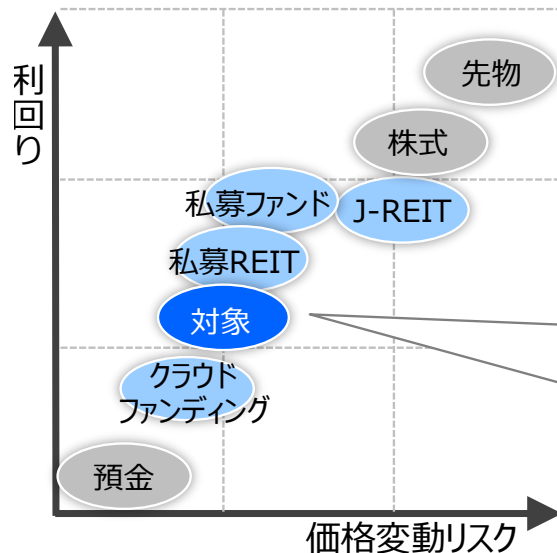 利回り
先物
株式
私募ファンド
J-REIT
私募REIT
対象
クラウド
ファンディング
預金
価格変動リスク